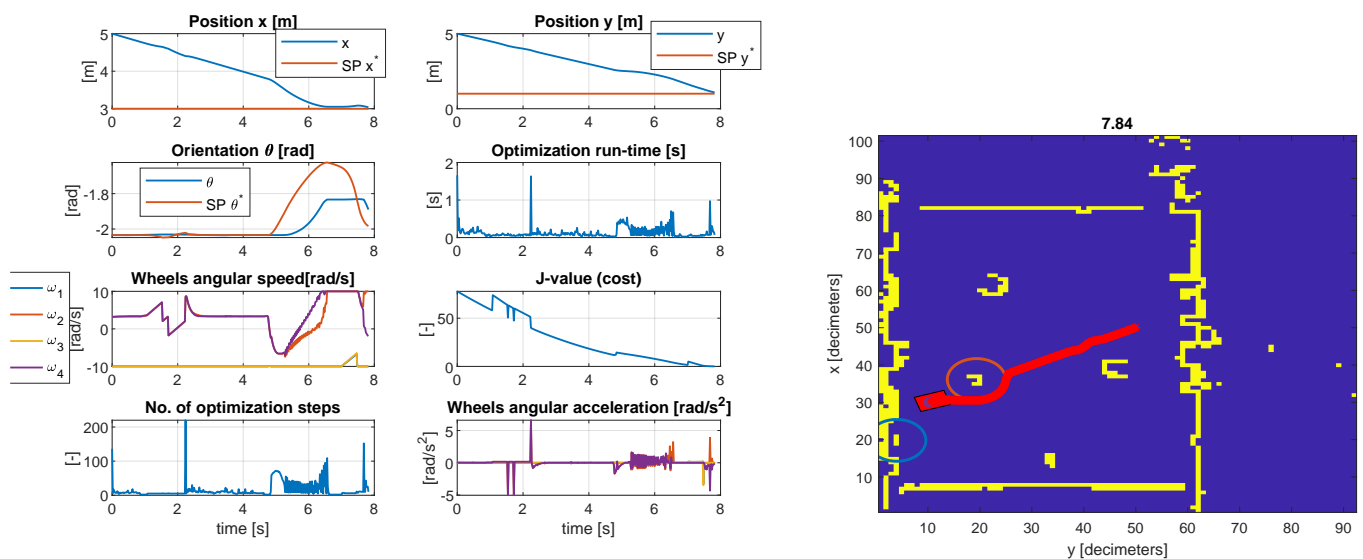 Position x [m]
[m]
5
4
3
0 2 4 6 8
x
SP x*
Position y [m]
[m]
4
2
0
0 2 4 6 8
y
SP y*
Orientation θ [rad]
[rad]
-1.8
-2
0 2 4 6 8
θ
SP θ*
Optimization run-time [s]
[s]
2
1
0
0 2 4 6 8
Wheels angular speed[rad/s]
[rad/s]
10
0
-10
0 2 4 6 8
ω1
ω2
ω3
ω4
J-value (cost)
[-]
50
0
0 2 4 6 8
No. of optimization steps
[-]
200
100
0
0 2 4 6 8
time [s]
Wheels angular acceleration [rad/s2]
[rad/s2]
5
0
-5
0 2 4 6 8
time [s]
7.84
x [decimeters]
100
90
80
70
60
50
40
30
20
10
10 20 30 40 50 60 70 80 90
y [decimeters]